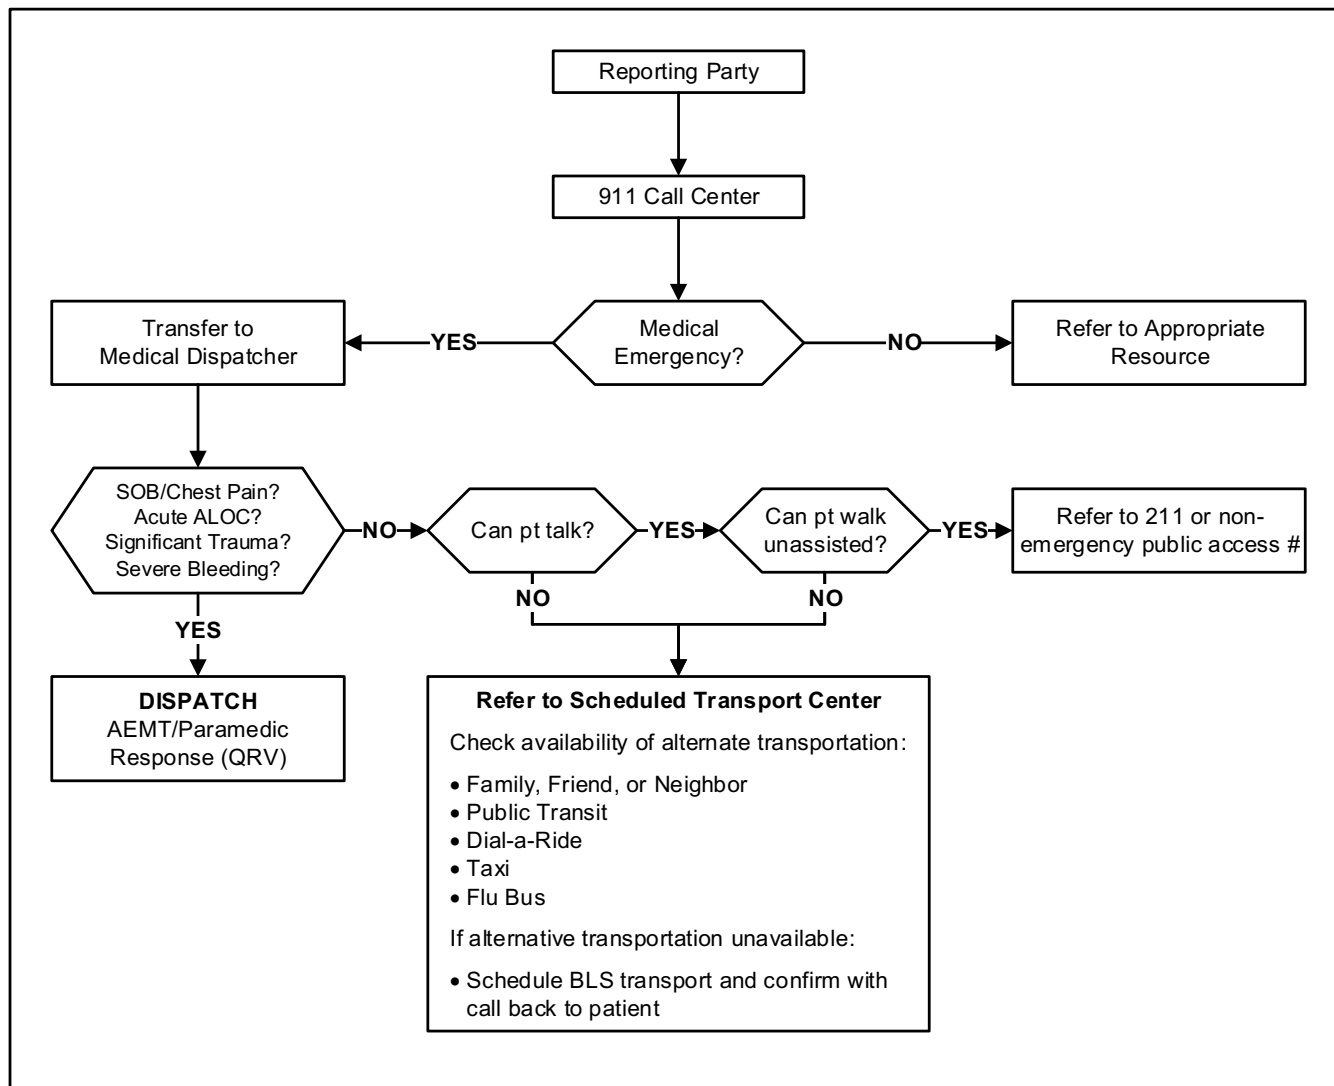 Reporting Party
911 Call Center
Medical
Emergency?
YES
NO
Transfer to
Medical Dispatcher
Refer to Appropriate
Resource
SOB/Chest Pain?
Acute ALOC?
Significant Trauma?
Severe Bleeding?
NO
Can pt talk?
YES
Can pt walk
unassisted?
YES
Refer to 211 or non-
emergency public access #
NO
NO
YES
DISPATCH
AEMT/Paramedic
Response (QRV)
Refer to Scheduled Transport Center
Check availability of alternate transportation:
• Family, Friend, or Neighbor
• Public Transit
• Dial-a-Ride
• Taxi
• Flu Bus
If alternative transportation unavailable:
• Schedule BLS transport and confirm with
call back to patient